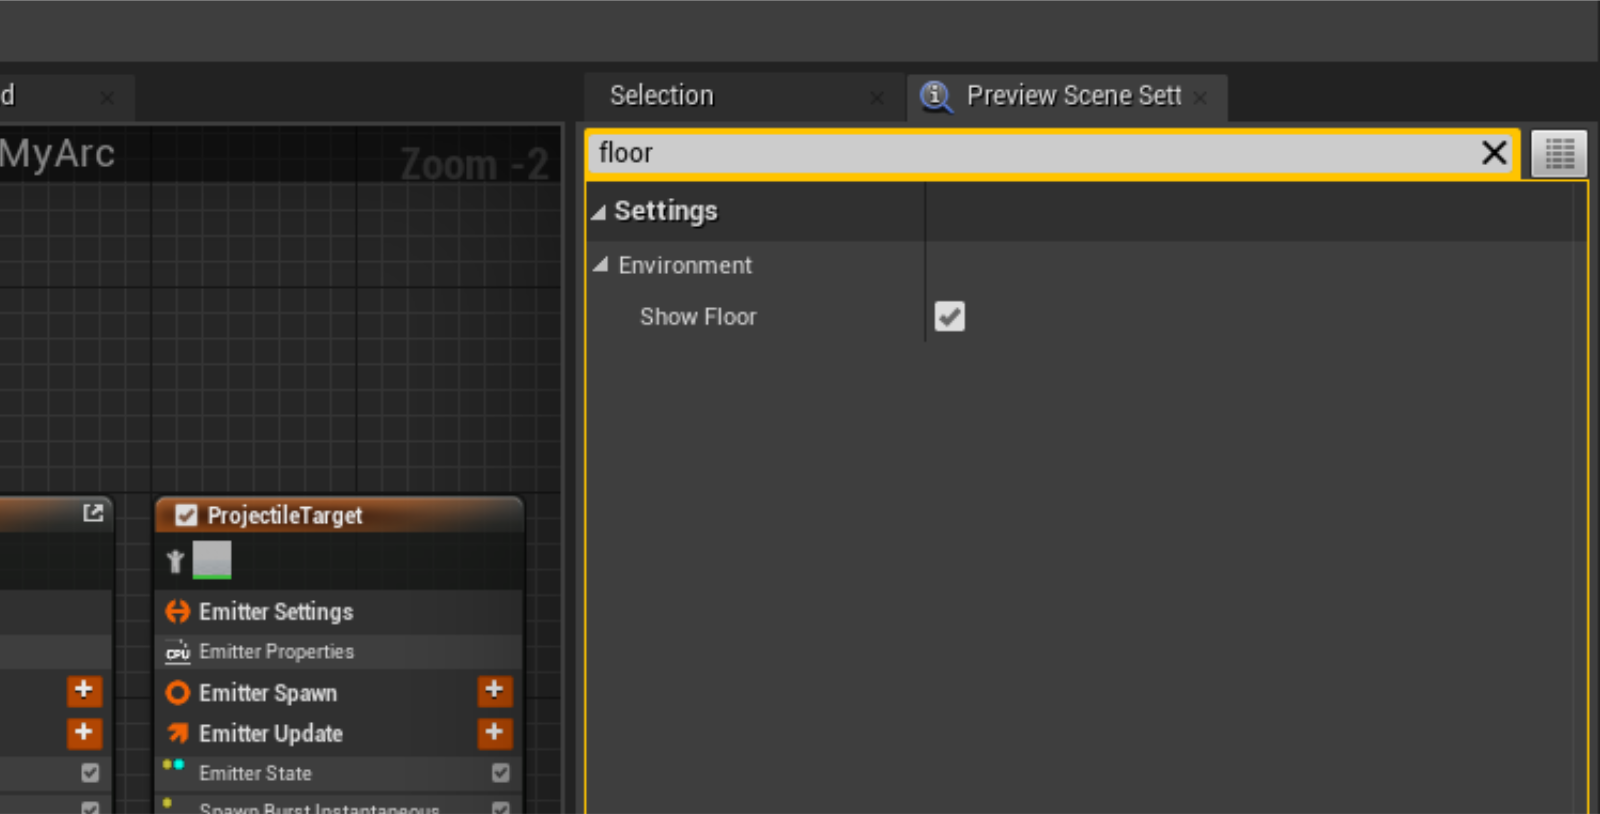 d
Selection
Preview Scene Sett
MyArc
Zoom -2
floor
Settings
Environment
Show Floor
ProjectileTarget
Emitter Settings
CPU
Emitter Properties
Emitter Spawn
Emitter Update
Emitter State
Spawn Burst Instantaneous